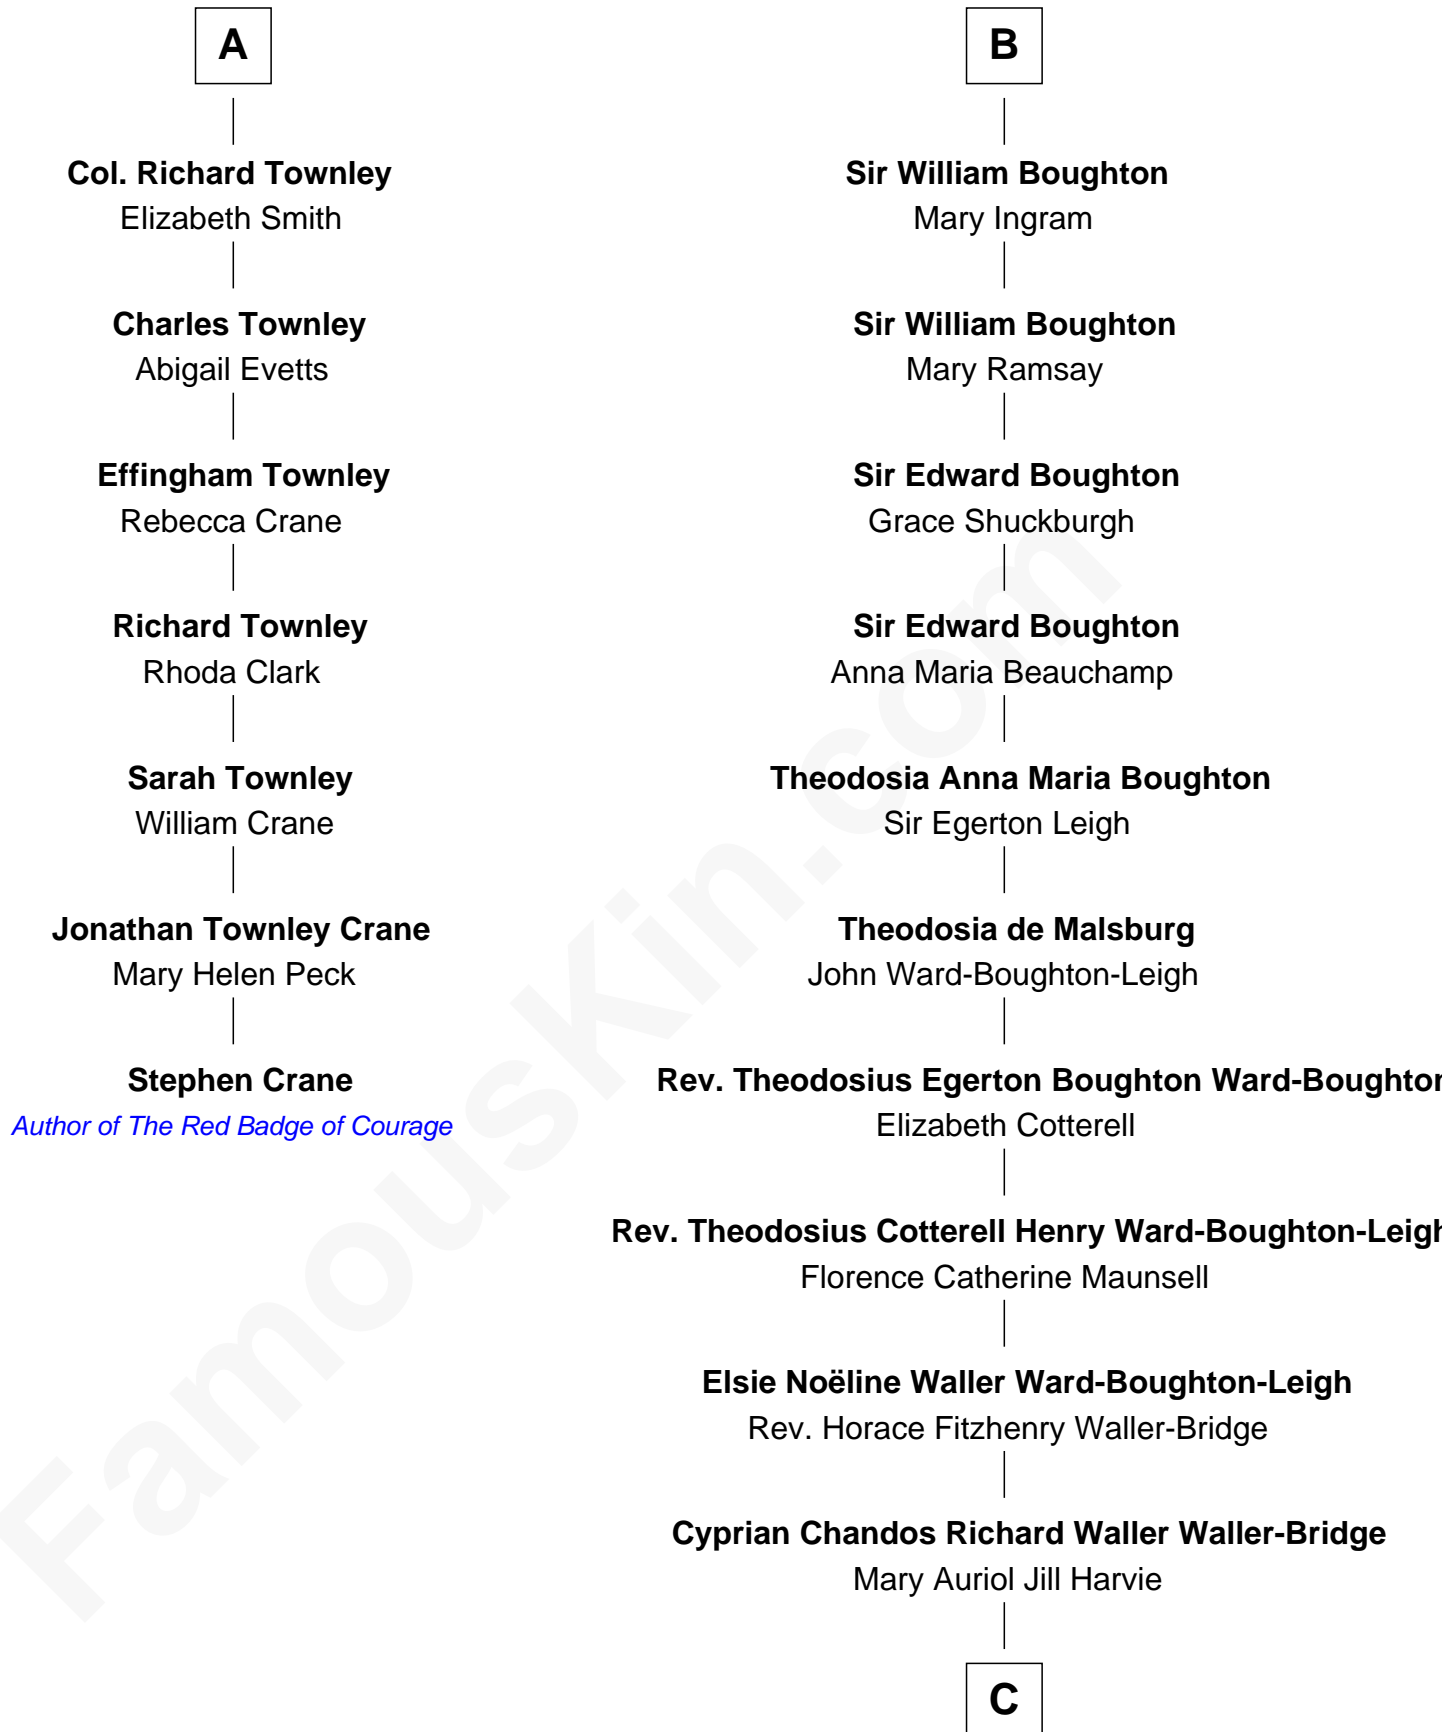 A
Col. Richard Townley
Elizabeth Smith
Charles Townley
Abigail Evetts
Effingham Townley
Rebecca Crane
Richard Townley
Rhoda Clark
Sarah Townley
William Crane
Jonathan Townley Crane
Mary Helen Peck
Stephen Crane
Author of The Red Badge of Courage
B
Sir William Boughton
Mary Ingram
Sir William Boughton
Mary Ramsay
Sir Edward Boughton
Grace Shuckburgh
Sir Edward Boughton
Anna Maria Beauchamp
Theodosia Anna Maria Boughton
Sir Egerton Leigh
Theodosia de Malsburg
John Ward-Boughton-Leigh
Rev. Theodosius Egerton Boughton Ward-Boughton
Elizabeth Cotterell
Rev. Theodosius Cotterell Henry Ward-Boughton-Leigh
Florence Catherine Maunsell
Elsie Noëline Waller Ward-Boughton-Leigh
Rev. Horace Fitzhenry Waller-Bridge
Cyprian Chandos Richard Waller Waller-Bridge
Mary Auriol Jill Harvie
C
FamousKin.com